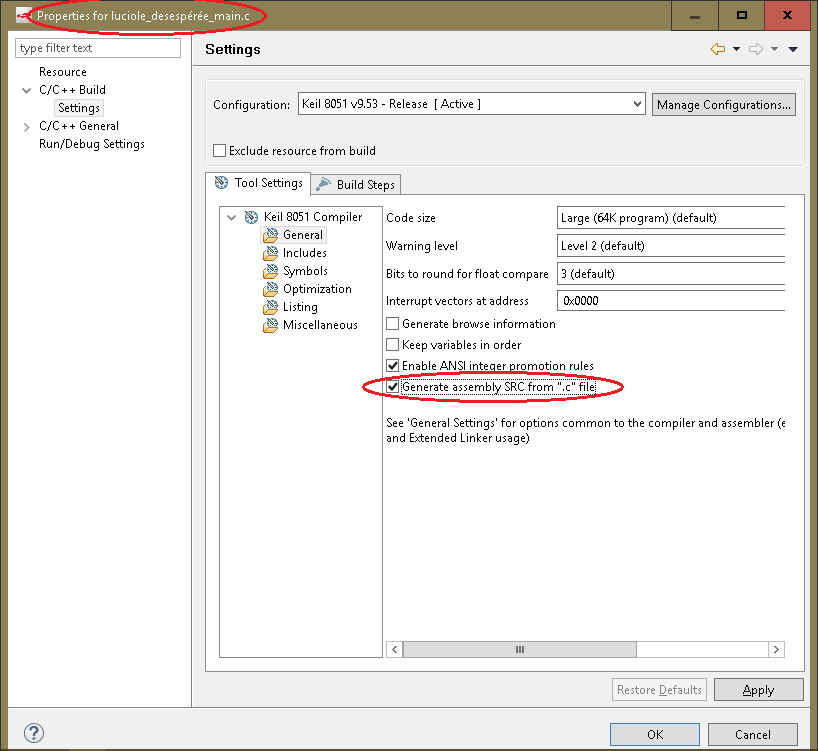 Properties for luciole_desespérée_main.c
type filter text
Resource
C/C++ Build
Settings
C/C++ General
Run/Debug Settings
Settings
Configuration:
Keil 8051 v9.53 - Release [ Active ]
Manage Configurations...
Exclude resource from build
Tool Settings
Build Steps
Keil 8051 Compiler
General
Includes
Symbols
Optimization
Listing
Miscellaneous
Code size
Large (64K program) (default)
Warning level
Level 2 (default)
Bits to round for float compare
3 (default)
Interrupt vectors at address
0x0000
Generate browse information
Keep variables in order
Enable ANSI integer promotion rules
Generate assembly SRC from ".c" file
See 'General Settings' for options common to the compiler and assembler (e
and Extended Linker usage)
Restore Defaults
Apply
?
OK
Cancel